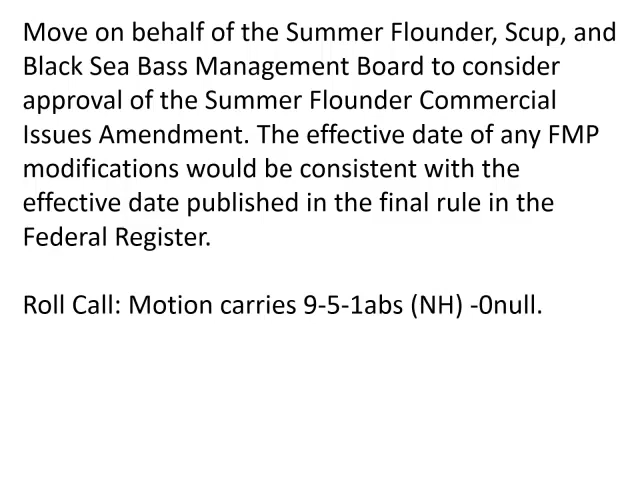 Move on behalf of the Summer Flounder, Scup, and
Black Sea Bass Management Board to consider
approval of the Summer Flounder Commercial
Issues Amendment. The effective date of any FMP
modifications would be consistent with the
effective date published in the final rule in the
Federal Register.
Roll Call: Motion carries 9-5-1abs (NH) -0null.